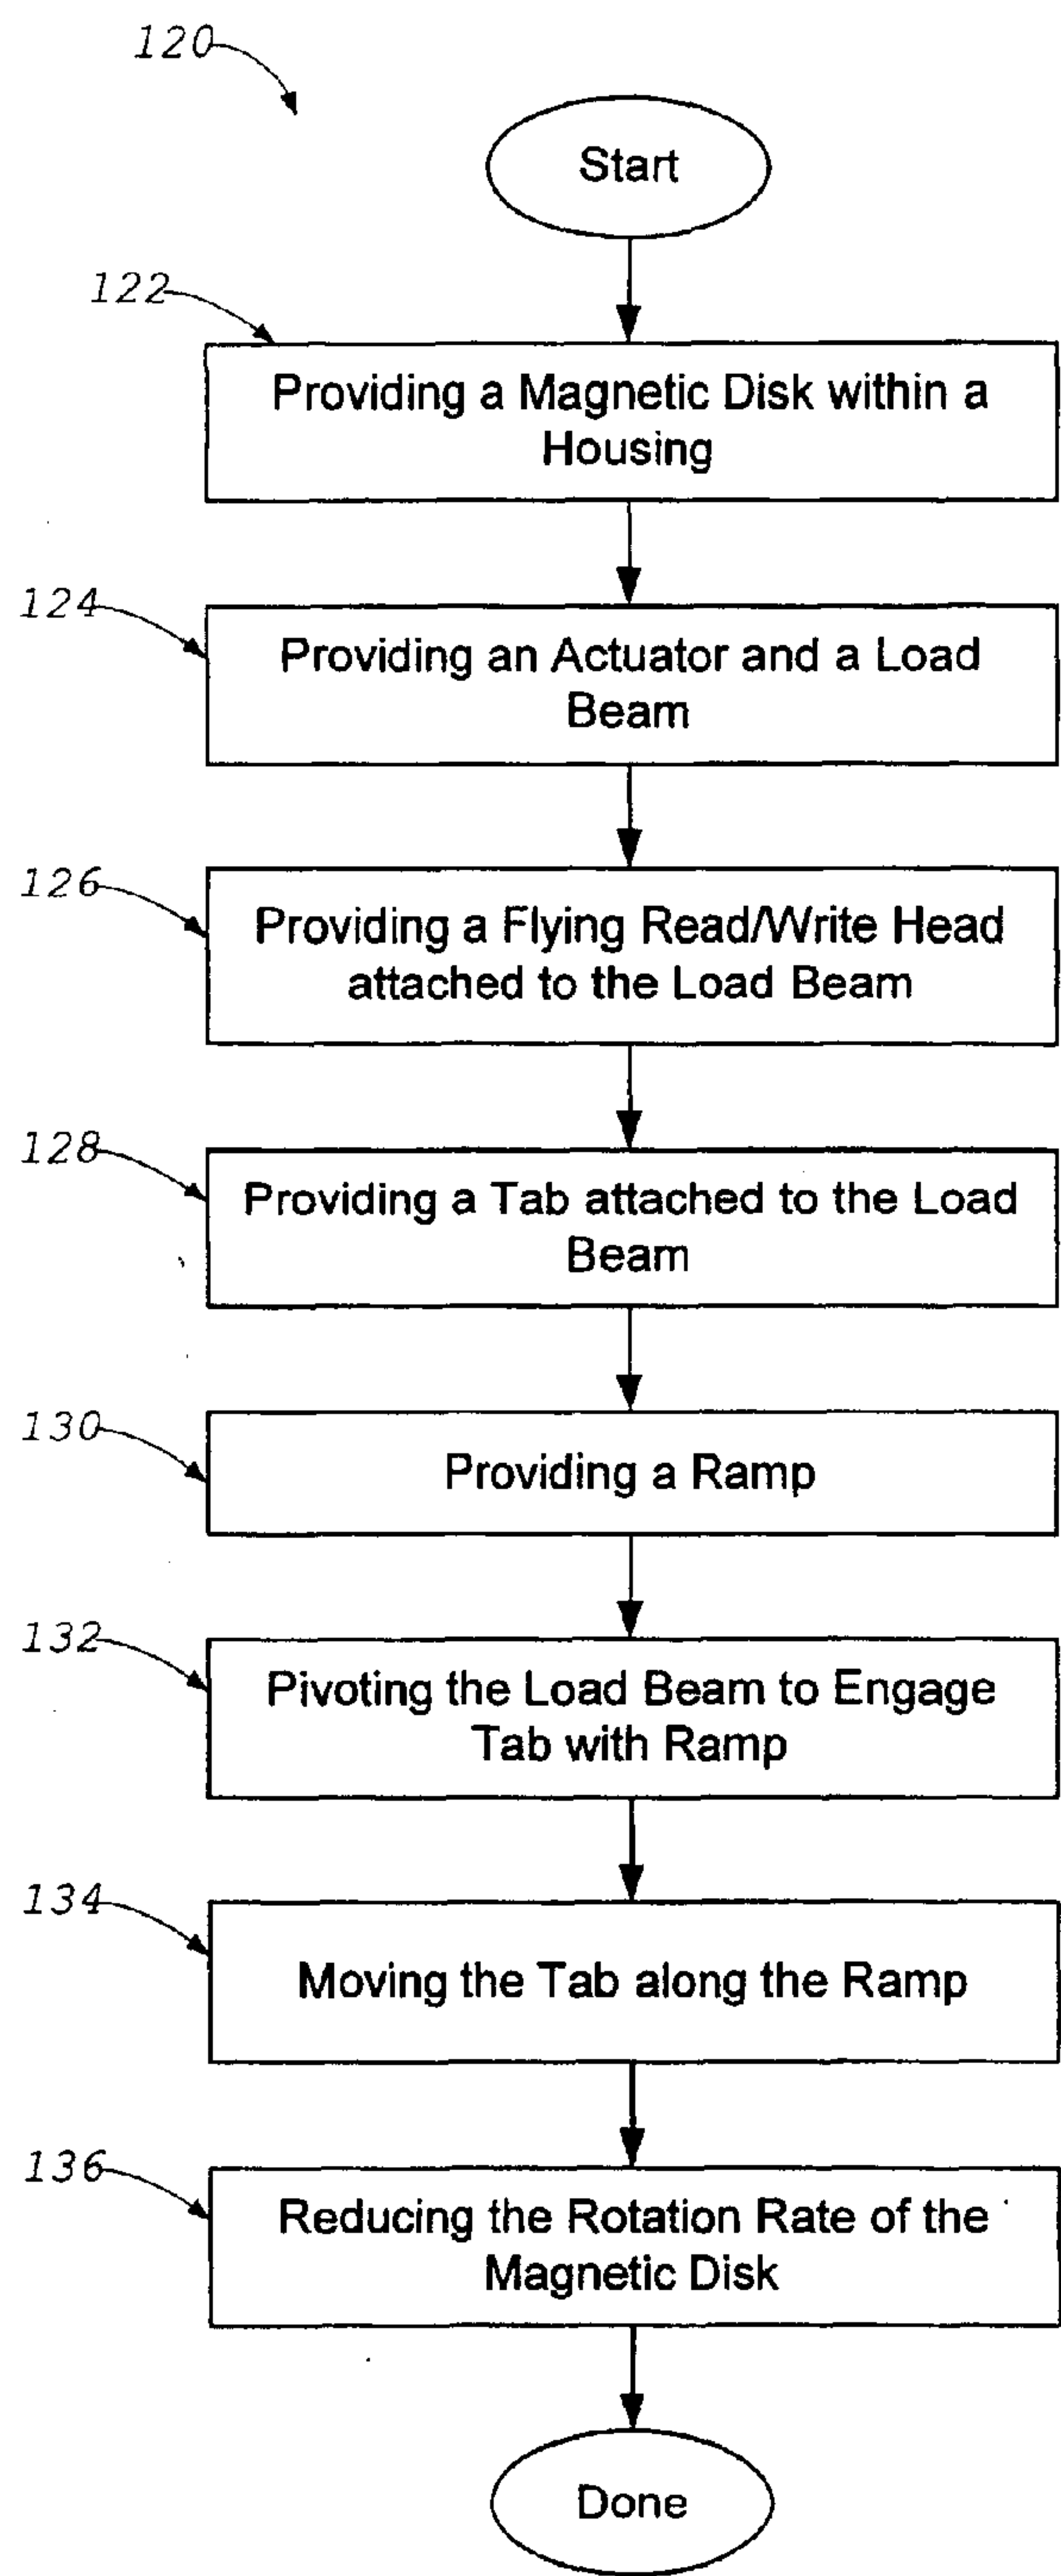 120
Start
122
Providing a Magnetic Disk within a
Housing
124
Providing an Actuator and a Load
Beam
126
Providing a Flying Read/Write Head
attached to the Load Beam
128
Providing a Tab attached to the Load
Beam
130
Providing a Ramp
132
Pivoting the Load Beam to Engage
Tab with Ramp
134
Moving the Tab along the Ramp
136
Reducing the Rotation Rate of the
Magnetic Disk
Done